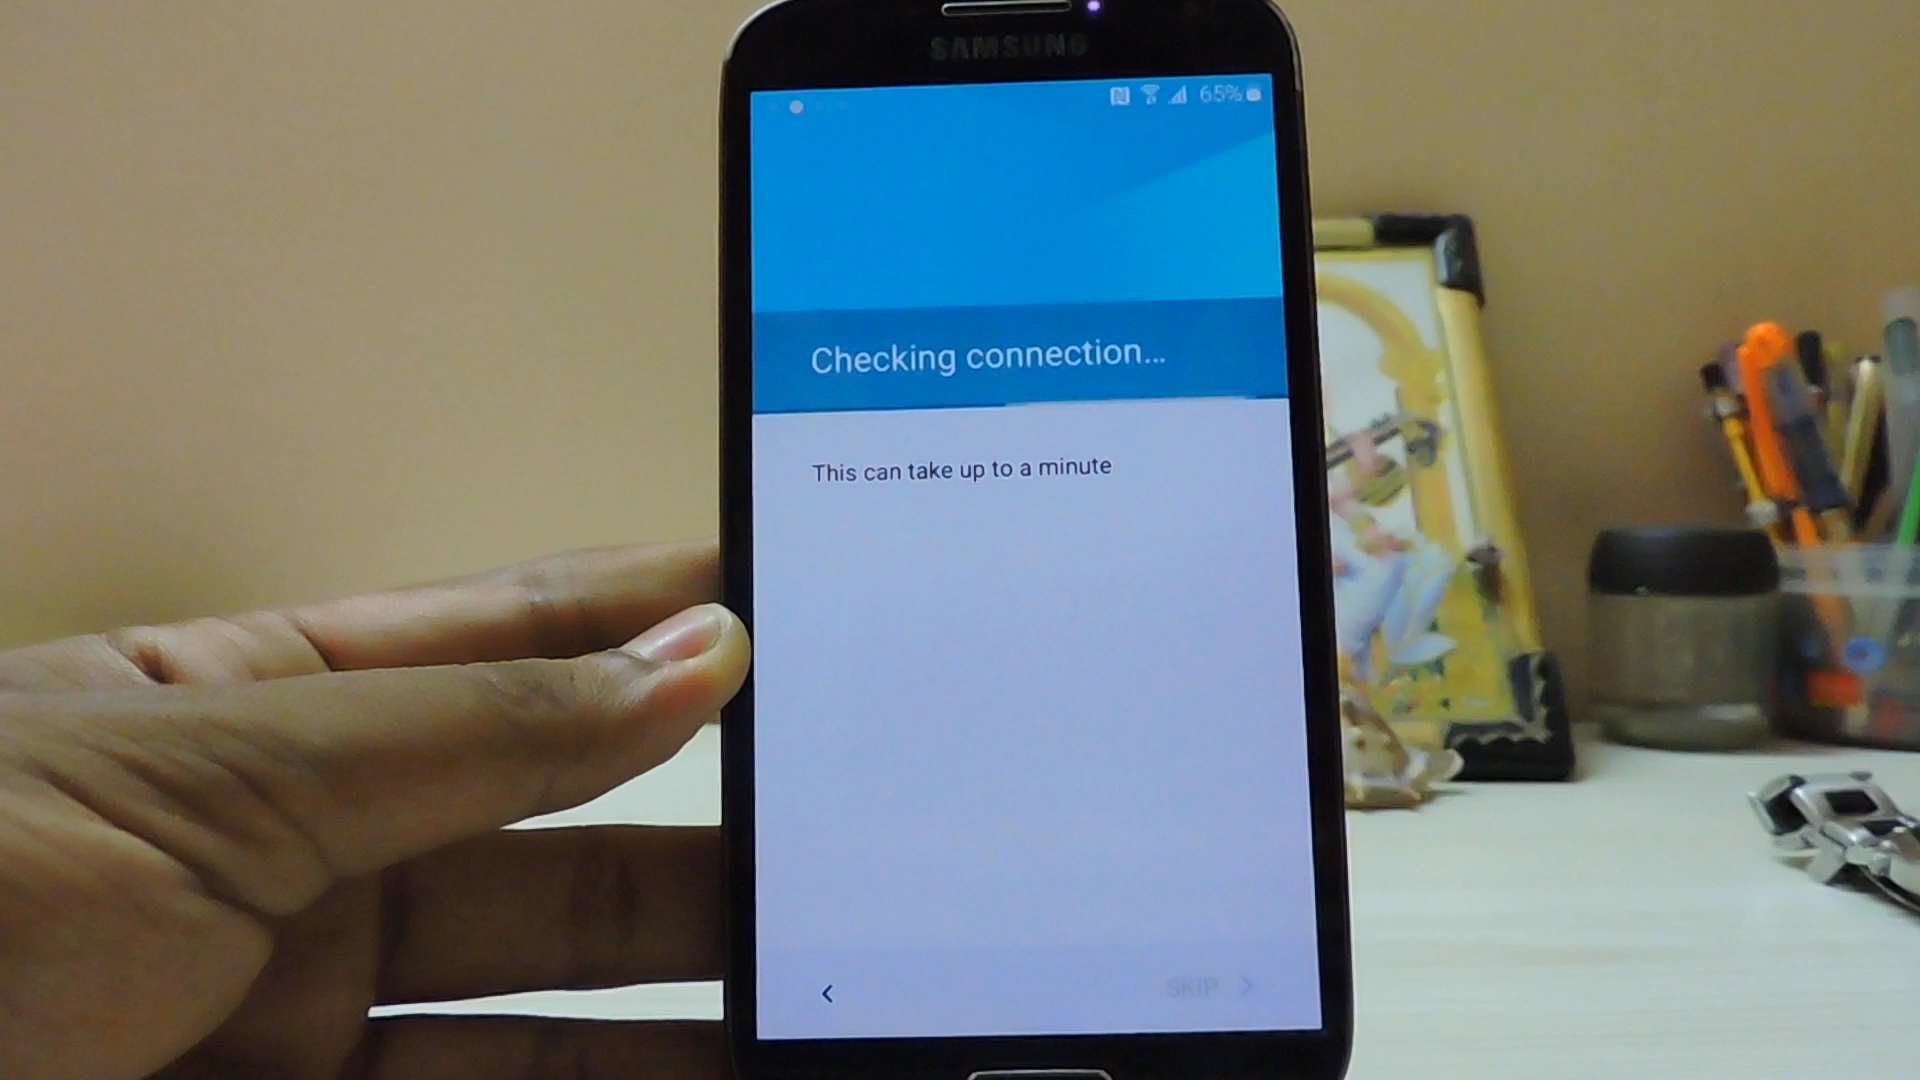 SAMSUNG
65%
Checking connection...
This can take up to a minute
SKIP